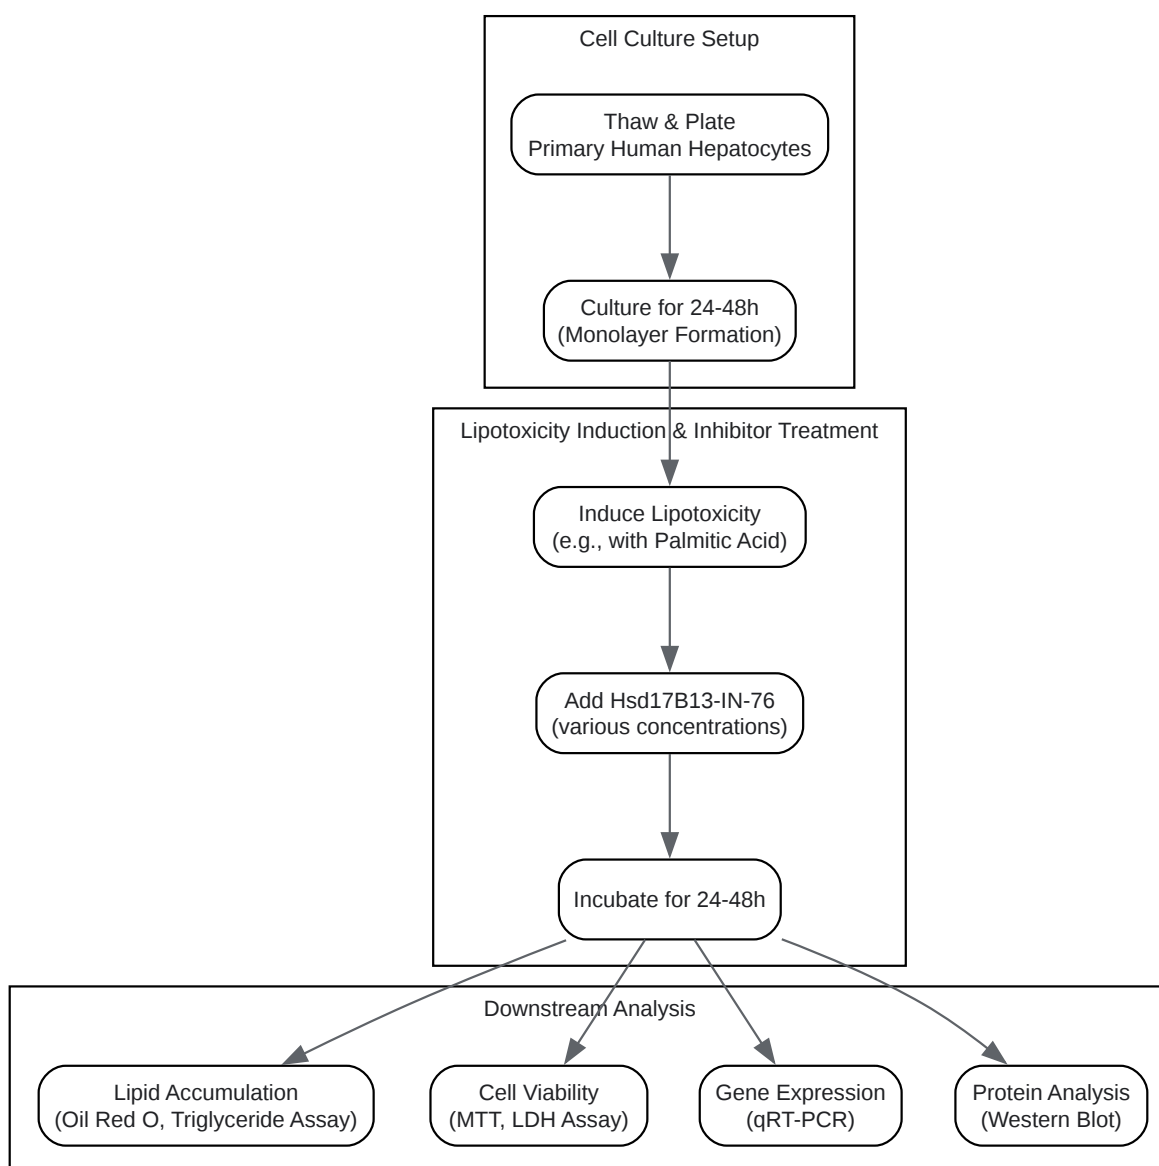 Cell Culture Setup
Thaw & Plate
Primary Human Hepatocytes
Culture for 24-48h
(Monolayer Formation)
Lipotoxicity Induction & Inhibitor Treatment
Induce Lipotoxicity
(e.g., with Palmitic Acid)
Add Hsd17B13-IN-76
(various concentrations)
Incubate for 24-48h
Downstream Analysis
Lipid Accumulation
(Oil Red O, Triglyceride Assay)
Cell Viability
(MTT, LDH Assay)
Gene Expression
(qRT-PCR)
Protein Analysis
(Western Blot)